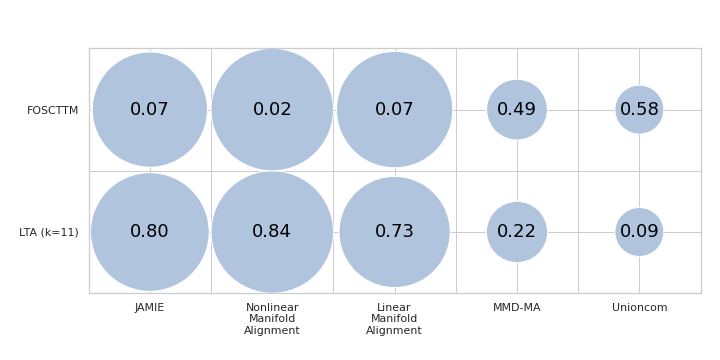 FOSCTTM 0.07 0.02 0.07 0.49 0.58
LTA (k=11) 0.80 0.84 0.73 0.22 0.09
JAMIE Nonlinear Manifold Alignment Linear Manifold Alignment MMD-MA Unioncom